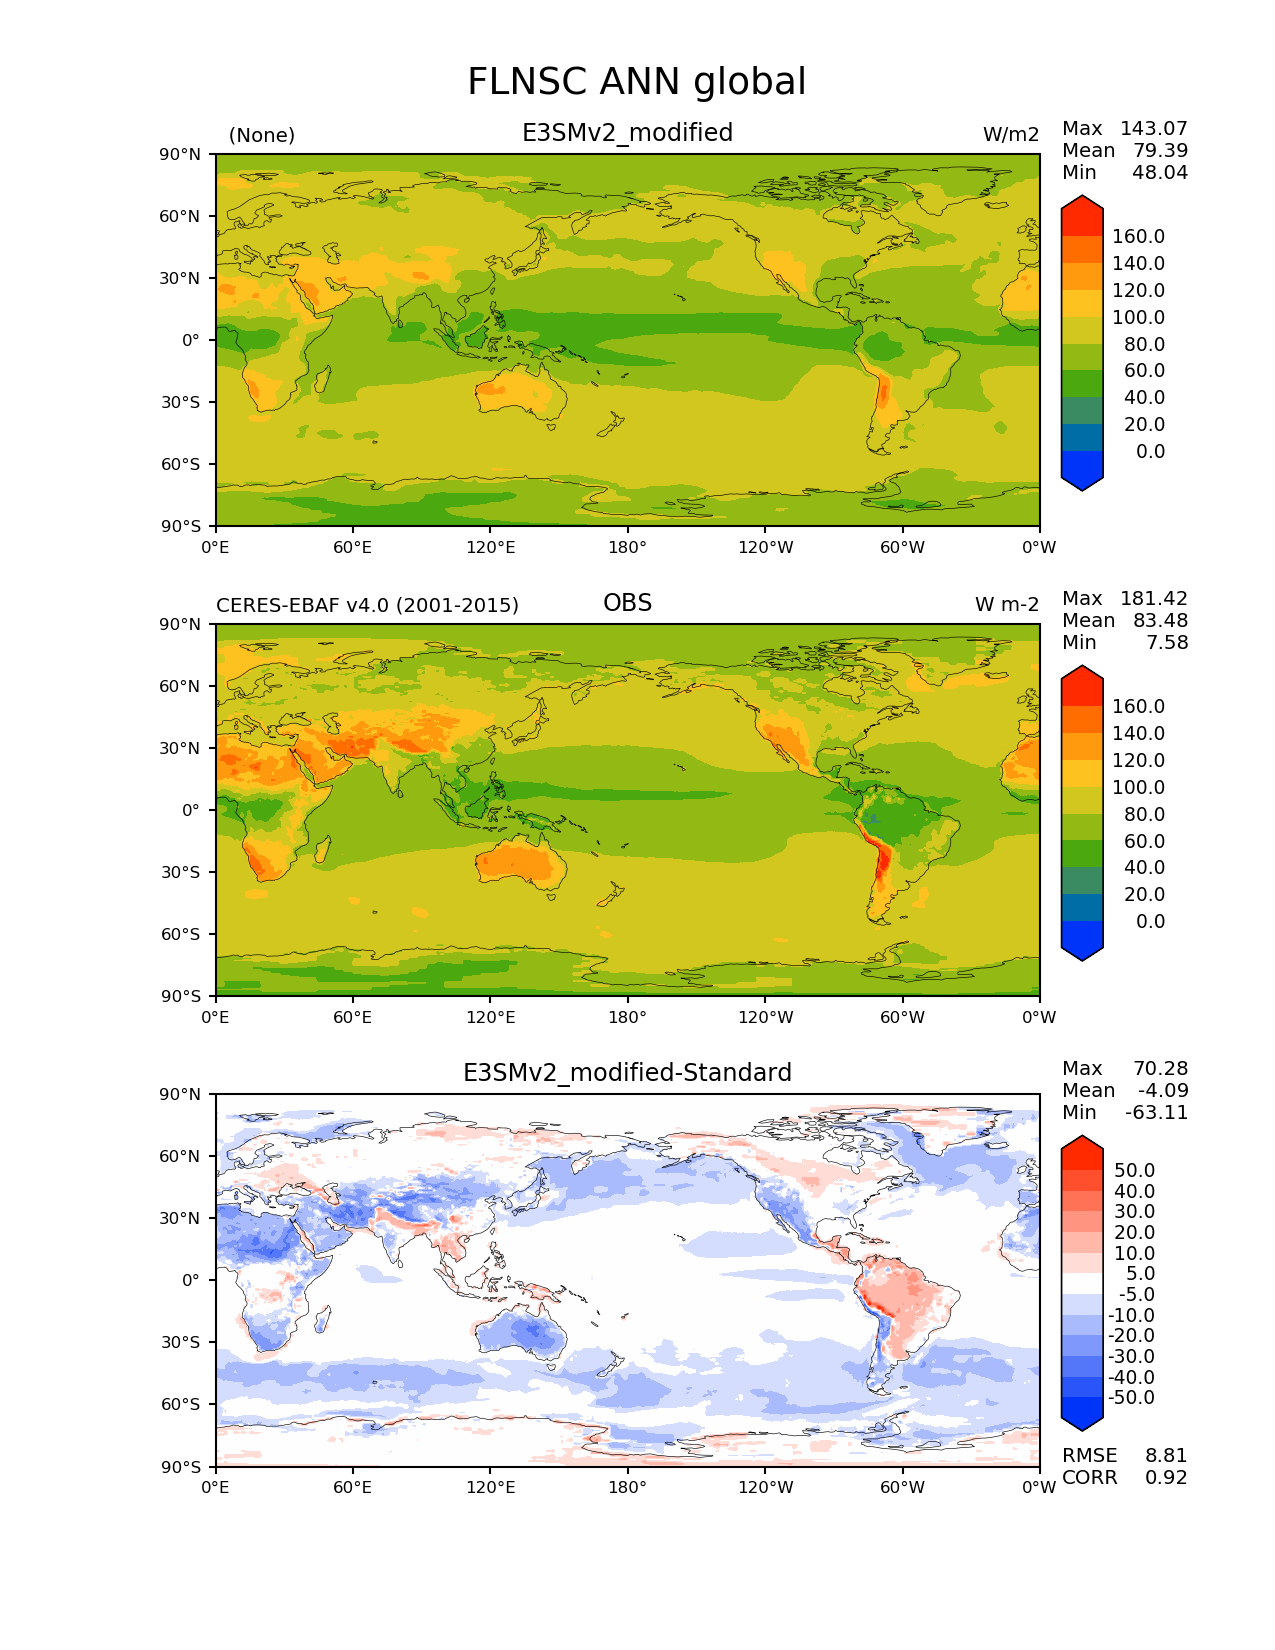 FLNSC ANN global
(None)
E3SMv2_modified
W/m2
Max 143.07
Mean 79.39
Min 48.04
90°N
60°N
30°N
0°
30°S
60°S
90°S
0°E 60°E 120°E 180° 120°W 60°W 0°W
160.0
140.0
120.0
100.0
80.0
60.0
40.0
20.0
0.0
CERES-EBAF v4.0 (2001-2015)
OBS
W m-2
Max 181.42
Mean 83.48
Min 7.58
90°N
60°N
30°N
0°
30°S
60°S
90°S
0°E 60°E 120°E 180° 120°W 60°W 0°W
160.0
140.0
120.0
100.0
80.0
60.0
40.0
20.0
0.0
E3SMv2_modified-Standard
Max 70.28
Mean -4.09
Min -63.11
90°N
60°N
30°N
0°
30°S
60°S
90°S
0°E 60°E 120°E 180° 120°W 60°W 0°W
50.0
40.0
30.0
20.0
10.0
5.0
-5.0
-10.0
-20.0
-30.0
-40.0
-50.0
RMSE 8.81
CORR 0.92